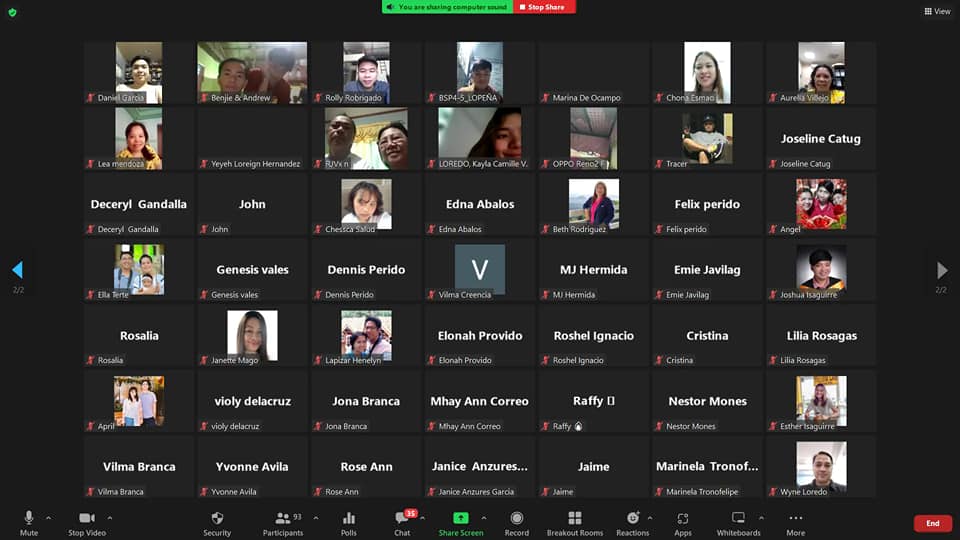 You are sharing computer sound
Stop Share
View
Daniel Garcia
Benjie & Andrew
Rolly Robrigado
BSP4-5_LOPEÑA
Marina De Ocampo
Chona Esmao
Aurelia Villejo
Lea mendoza
Yeyeh Loreign Hernandez
RJVx n
LOREDO, Kayla Camille V.
OPPO Reno2 F
Tracer
Joseline Catug
Joseline Catug
Deceryl Gandalla
Deceryl Gandalla
John
John
Chessca Salud
Edna Abalos
Edna Abalos
Beth Rodriguez
Felix perido
Felix perido
Angel
2/2
Ella Terte
Genesis vales
Genesis vales
Dennis Perido
Dennis Perido
V
Vilma Creencia
MJ Hermida
MJ Hermida
Emie Javilag
Emie Javilag
Joshua Isaguirre
2/2
Rosalia
Rosalia
Janette Mago
Lapizar Henelyn
Elonah Provido
Elonah Provido
Roshel Ignacio
Roshel Ignacio
Cristina
Cristina
Lilia Rosagas
Lilia Rosagas
April
violy delacruz
violy delacruz
Jona Branca
Jona Branca
Mhay Ann Correo
Mhay Ann Correo
Raffy
Raffy
Nestor Mones
Nestor Mones
Esther Isaguirre
Vilma Branca
Vilma Branca
Yvonne Avila
Yvonne Avila
Rose Ann
Rose Ann
Janice Anzures...
Janice Anzures Garcia
Jaime
Jaime
Marinela Tronof...
Marinela Tronofelipe
Wyne Loredo
Mute
Stop Video
Security
93
Participants
Polls
35
Chat
Share Screen
Record
Breakout Rooms
Reactions
Apps
Whiteboards
More
End